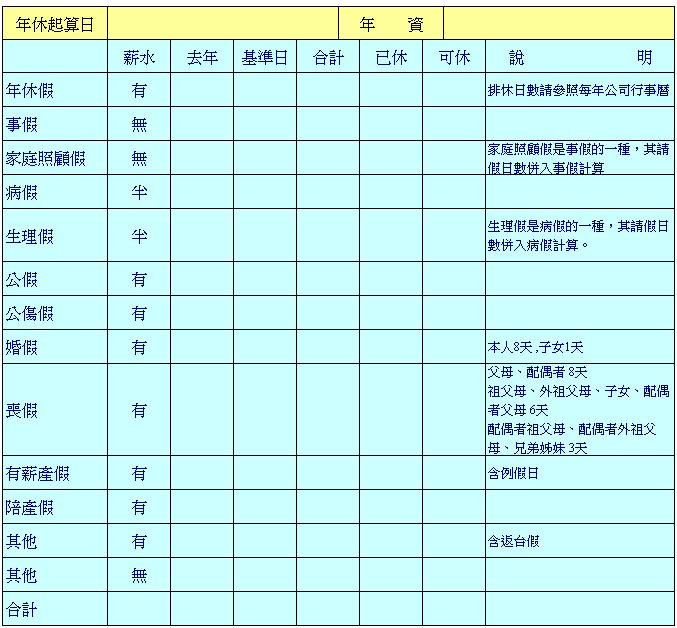 年休起算日 年 資
薪水 去年 基準日 合計 已休 可休 說 明
年休假 有 排休日數請參照每年公司行事曆
事假 無
家庭照顧假 無 家庭照顧假是事假的一種，其請
假日數併入事假計算
病假 半
生理假 半 生理假是病假的一種，其請假日
數併入病假計算。
公假 有
公傷假 有
婚假 有 本人8天 ,子女1天
喪假 有 父母、配偶者 8天
祖父母、外祖父母、子女、配偶
者父母 6天
配偶者祖父母、配偶者外祖父
母、兄弟姊妹 3天
有薪產假 有 含例假日
陪產假 有
其他 有 含返台假
其他 無
合計